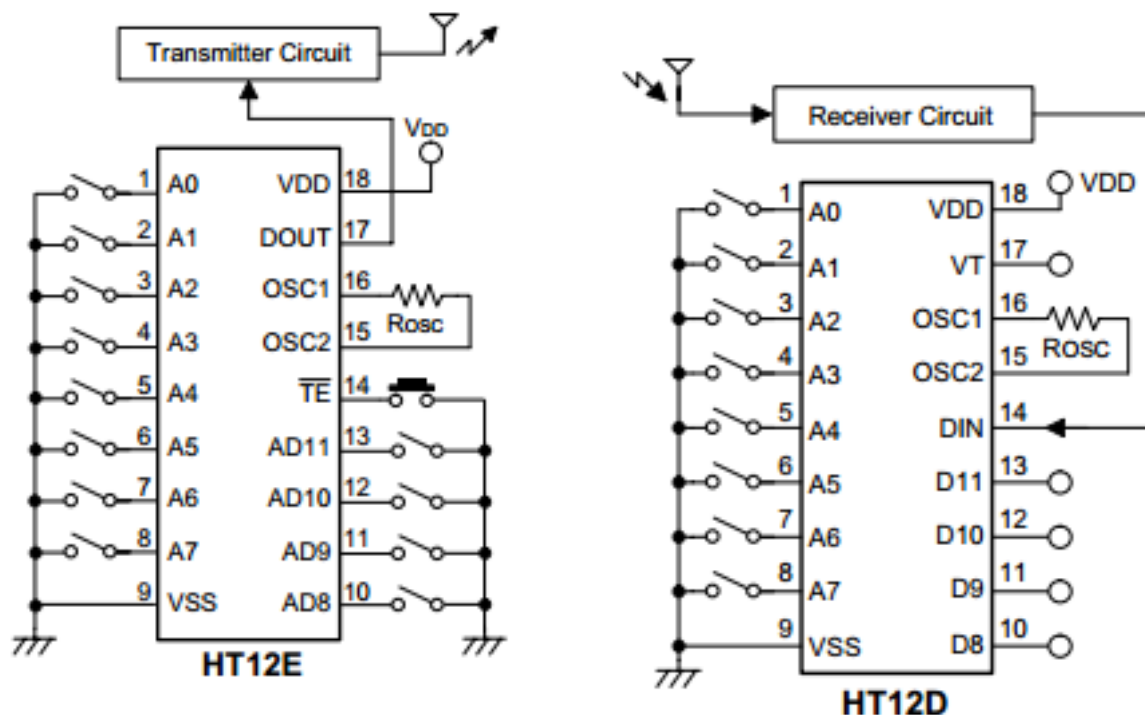 Transmitter Circuit
VDD
1 A0 VDD 18
2 A1 DOUT 17
3 A2 OSC1 16
Rosc
4 A3 OSC2 15
5 A4 TE 14
6 A5 AD11 13
7 A6 AD10 12
8 A7 AD9 11
9 VSS AD8 10
HT12E
Receiver Circuit
VDD
1 A0 VDD 18
2 A1 VT 17
3 A2 OSC1 16
Rosc
4 A3 OSC2 15
5 A4 DIN 14
6 A5 D11 13
7 A6 D10 12
8 A7 D9 11
9 VSS D8 10
HT12D